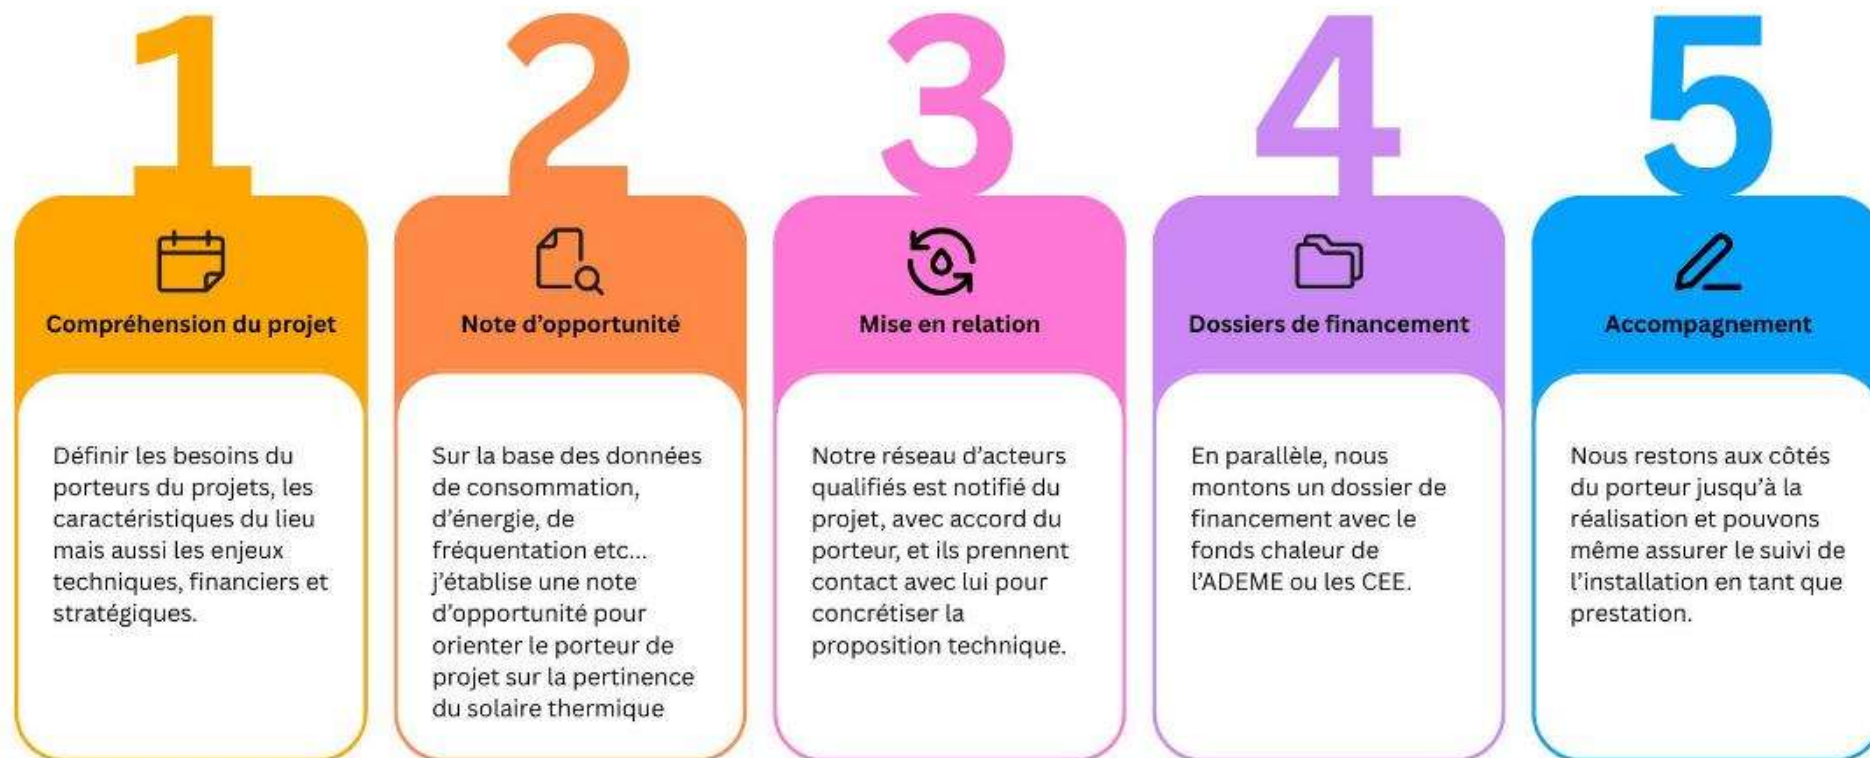 1
Compréhension du projet
Définir les besoins du
porteurs du projets, les
caractéristiques du lieu
mais aussi les enjeux
techniques, financiers et
stratégiques.
2
Note d'opportunité
Sur la base des données
de consommation,
d'énergie, de
fréquentation etc...
j'établise une note
d'opportunité pour
orienter le porteur de
projet sur la pertinence
du solaire thermique
3
Mise en relation
Notre réseau d'acteurs
qualifiés est notifié du
projet, avec accord du
porteur, et ils prennent
contact avec lui pour
concrétiser la
proposition technique.
4
Dossiers de financement
En parallèle, nous
montons un dossier de
financement avec le
fonds chaleur de
l'ADEME ou les CEE.
5
Accompagnement
Nous restons aux côtés
du porteur jusqu'à la
réalisation et pouvons
même assurer le suivi de
l'installation en tant que
prestation.